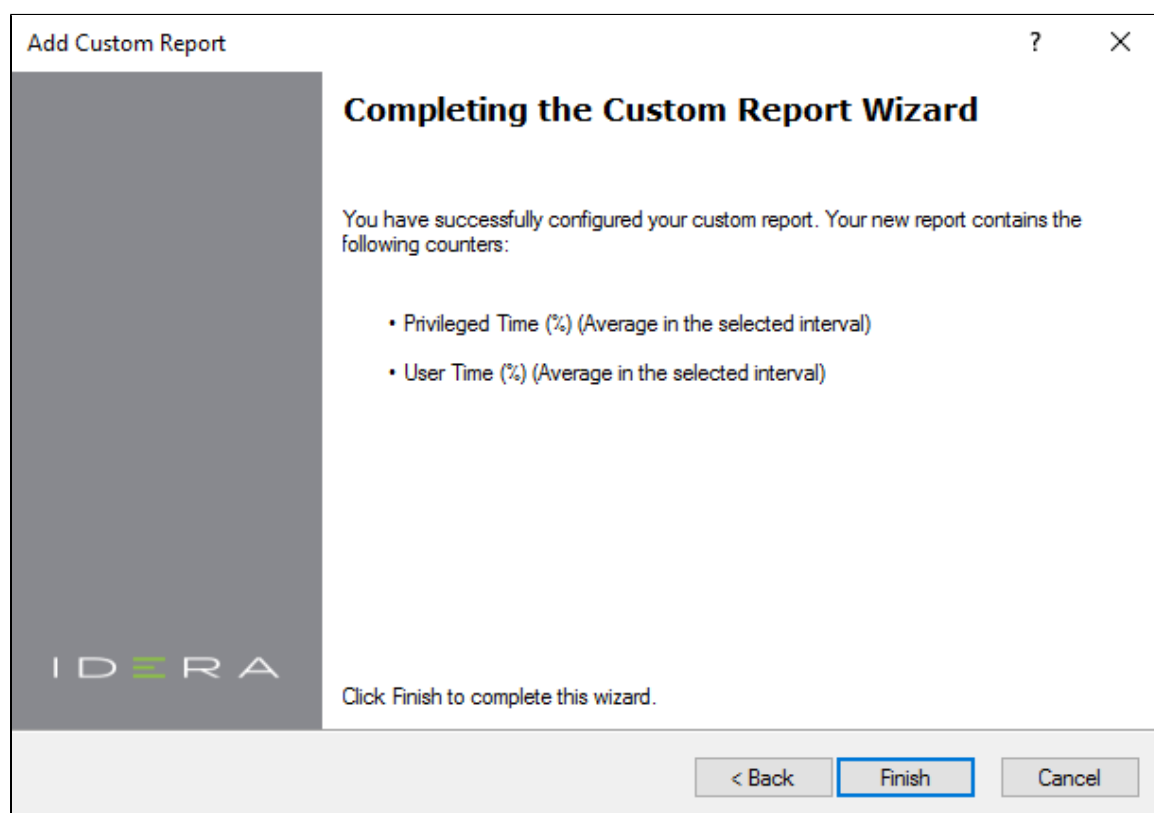 Add Custom Report
?
Completing the Custom Report Wizard
You have successfully configured your custom report. Your new report contains the
following counters:
• Privileged Time (%) (Average in the selected interval)
• User Time (%) (Average in the selected interval)
IDERA
Click Finish to complete this wizard.
< Back
Finish
Cancel